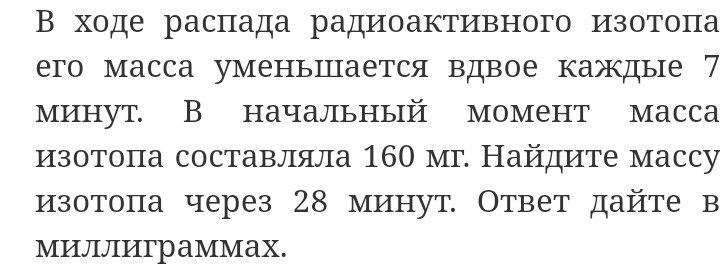 В ходе распада радиоактивного изотопа
его масса уменьшается вдвое каждые 7
минут. В начальный момент масса
изотопа составляла 160 мг. Найдите массу
изотопа через 28 минут. Ответ дайте в
миллиграммах.